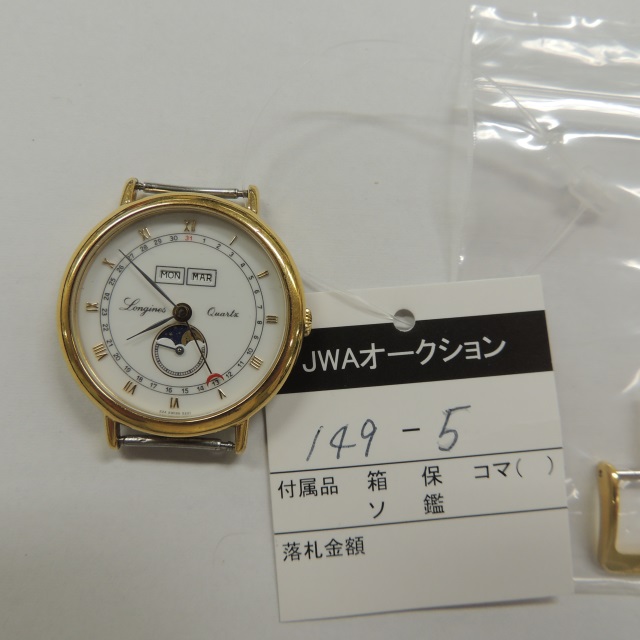 MON MAR
Longines Quartz
JWAオークション
149-5
付属品 箱 保 コマ( )
ソ 鑑
落札金額